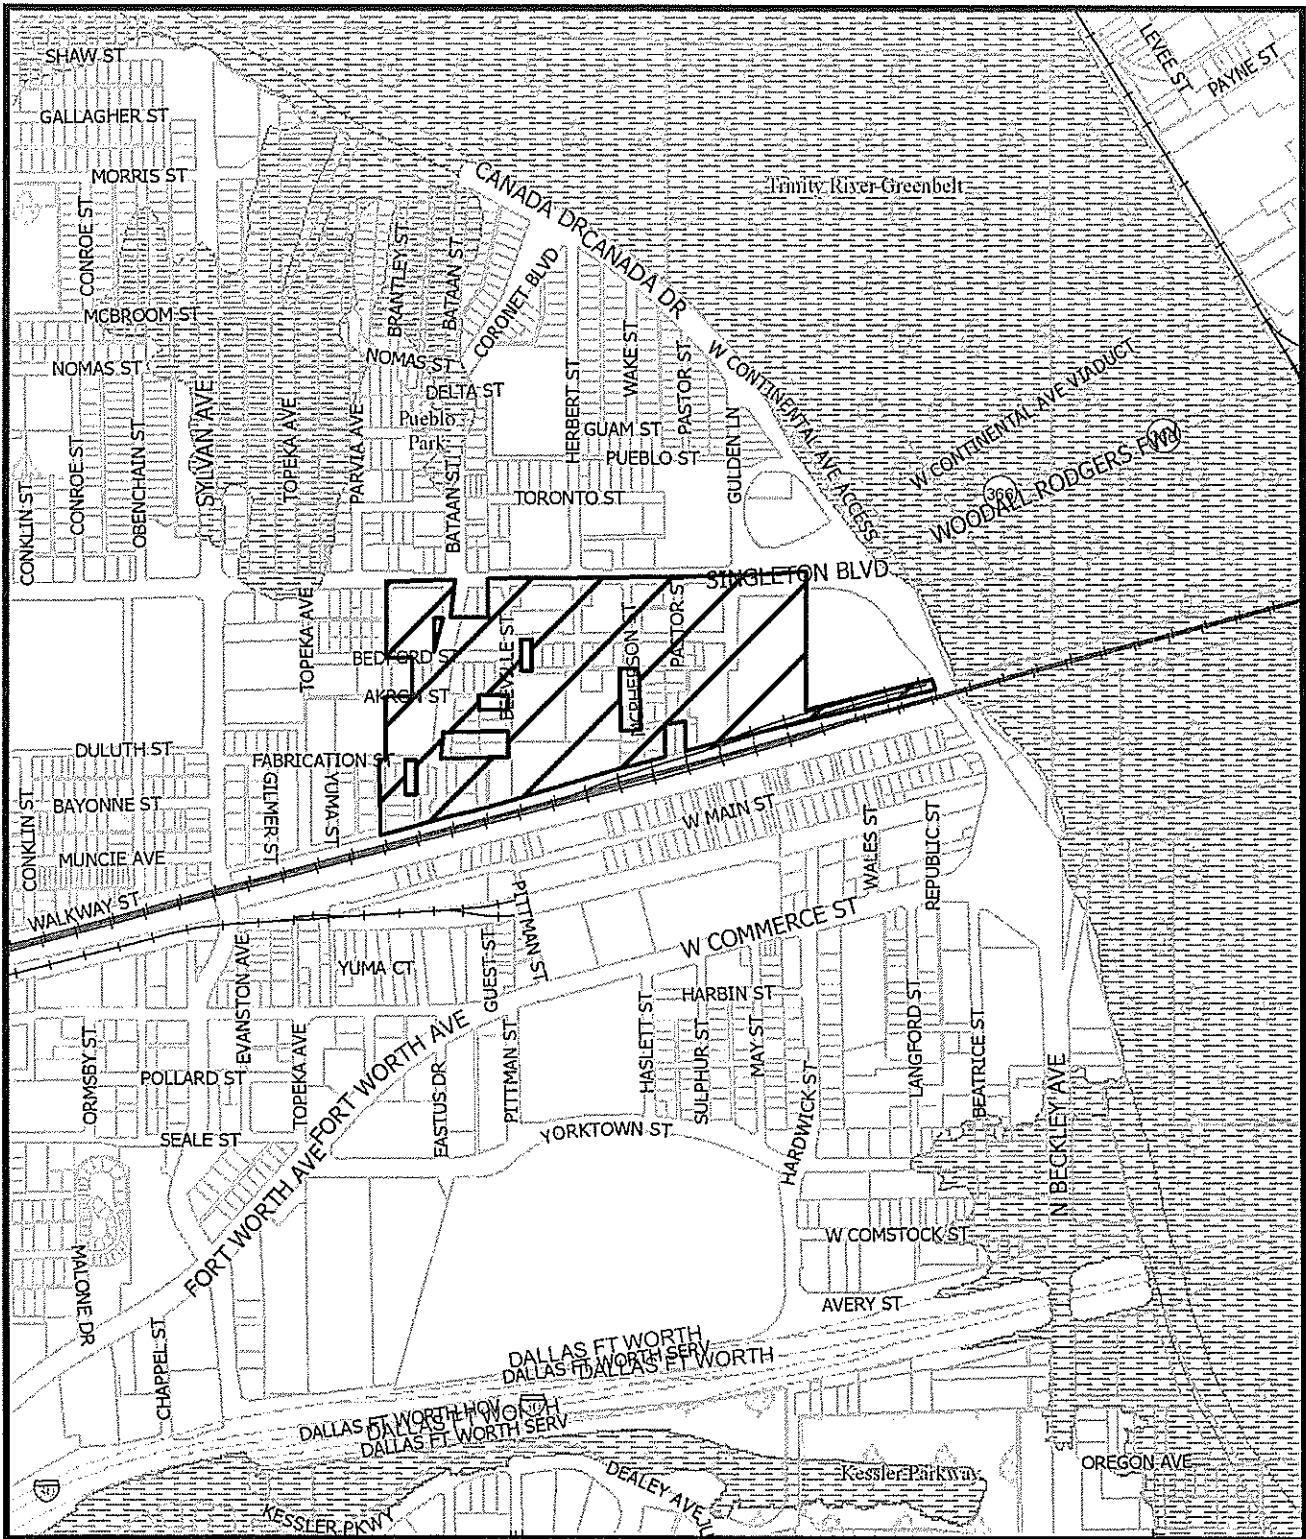 SHAW ST
LEVEE ST
PAYNE ST
GALLAGHER ST
MORRIS ST
CANADA DR
CANADA DR
Trinity River Greenbelt
CONROE ST
BRANTLEY ST
BATAAN ST
CORONET BLVD
MCBROOM ST
NOMAS ST
NOMAS ST
DELTA ST
WAKE ST
PASTOR ST
W CONTINENTAL AVE ACCESS
W CONTINENTAL AVE VIADUCT
HERBERT ST
SYLVAN AVE
TOPEKA AVE
PARVIA AVE
Pueblo
Park
GUAM ST
PUEBLO ST
GULDEN LN
WOODALL RODGERS FWY
366
CONKLIN ST
CONROE ST
OBENCHAIN ST
BATAAN ST
TORONTO ST
SINGLETON BLVD
TOPEKA AVE
BEDFORD ST
AKRON ST
BEEVILLE ST
MCPHERSON ST
PASTOR S
DULUTH ST
FABRICATION ST
BAYONNE ST
GILMER ST
YUMA ST
CONKLIN ST
MUNCIE AVE
WALKWAY ST
W MAIN ST
WALES ST
REPUBLIC ST
PITTMAN ST
W COMMERCE ST
EVANSTON AVE
YUMA CT
GUEST ST
HARBIN ST
ORMSBY ST
TOPEKA AVE
FORT WORTH AVE
PITTMAN ST
HASLETT ST
SULPHUR ST
MAY ST
LANGFORD ST
BEATRICE ST
POLLARD ST
EASTUS DR
HARDWICK ST
N BECKLEY AVE
SEALE ST
YORKTOWN ST
FORT WORTH AVE
W COMSTOCK ST
MALONE DR
AVERY ST
CHAPPEL ST
DALLAS FT WORTH
DALLAS FT WORTH SERV
DALLAS FT WORTH
DALLAS FT WORTH HOV
DALLAS FT WORTH
DALLAS FT WORTH SERV
OREGON AVE
Kessler Parkway
DEALEY AVE
KESSLER PKWY